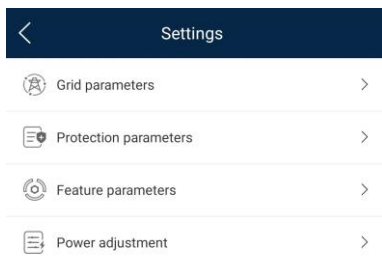 Settings
Grid parameters
Protection parameters
Feature parameters
Power adjustment